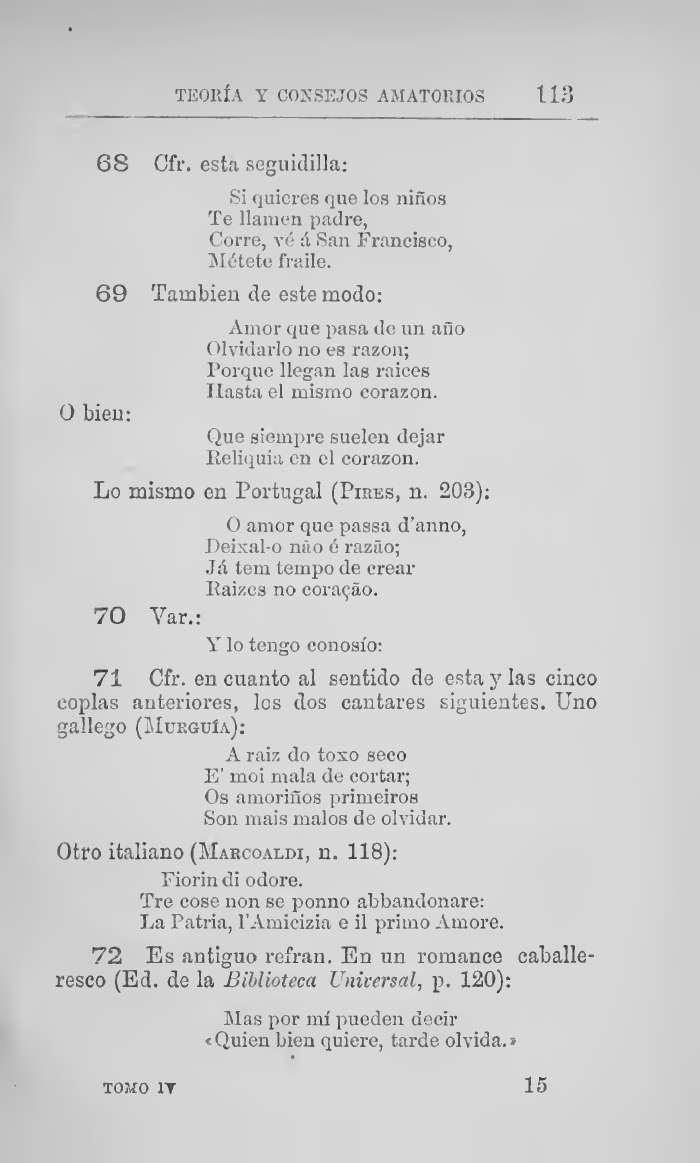 TEORÍA Y CONSEJOS AMATORIOS 113
68 Cfr. esta seguidilla:
Si quieres que los niños
Te llamen padre,
Corre, vé á San Francisco,
Métete fraile.
69 Tambien de este modo:
Amor que pasa de un año
Olvidarlo no es razon;
Porque llegan las raices
Hasta el mismo corazon.
O bien:
Que siempre suelen dejar
Reliquia en el corazon.
Lo mismo en Portugal (PIRES, n. 203):
O amor que passa d'anno,
Deixal-o não é razão;
Já tem tempo de crear
Raizes no coração.
70 Var.:
Y lo tengo conosío:
71 Cfr. en cuanto al sentido de esta y las cinco
coplas anteriores, los dos cantares siguientes. Uno
gallego (MURGUÍA):
A raiz do toxo seco
E' moi mala de cortar;
Os amoriños primeiros
Son mais malos de olvidar.
Otro italiano (MARCOALDI, n. 118):
Fiorin di odore.
Tre cose non se ponno abbandonare:
La Patria, l'Amicizia e il primo Amore.
72 Es antiguo refran. En un romance caballe-
resco (Ed. de la Biblioteca Universal, p. 120):
Mas por mí pueden decir
«Quien bien quiere, tarde olvida.»
TOMO IV 15